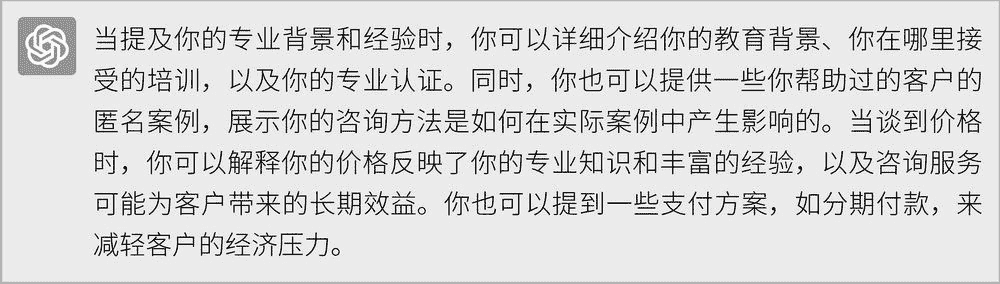 当提及你的专业背景和经验时，你可以详细介绍你的教育背景、你在哪里接
受的培训，以及你的专业认证。同时，你也可以提供一些你帮助过的客户的
匿名案例，展示你的咨询方法是如何在实际案例中产生影响的。当谈到价格
时，你可以解释你的价格反映了你的专业知识和丰富的经验，以及咨询服务
可能为客户带来的长期效益。你也可以提到一些支付方案，如分期付款，来
减轻客户的经济压力。